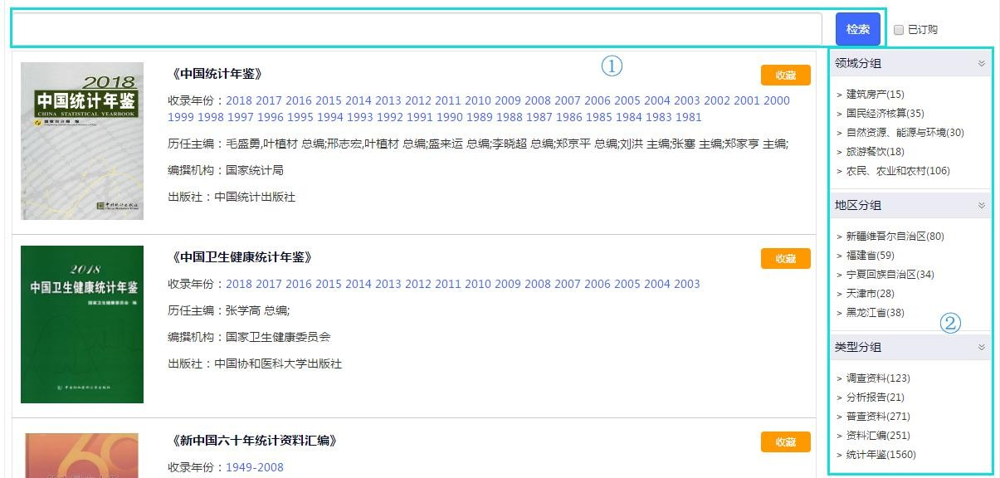 检索
已订购
①
2018
中国统计年鉴
CHINA STATISTICAL YEARBOOK
《中国统计年鉴》
收藏
收录年份：2018 2017 2016 2015 2014 2013 2012 2011 2010 2009 2008 2007 2006 2005 2004 2003 2002 2001 2000
1999 1998 1997 1996 1995 1994 1993 1992 1991 1990 1989 1988 1987 1986 1985 1984 1983 1981
历任主编：毛盛勇,叶植材 总编;邢志宏,叶植材 总编;盛来运 总编;李晓超 总编;郑京平 总编;刘洪 主编;张塞 主编;郑家亨 主编;
编撰机构：国家统计局
出版社：中国统计出版社
2018
中国卫生健康统计年鉴
国家卫生健康委员会 编
《中国卫生健康统计年鉴》
收藏
收录年份：2018 2017 2016 2015 2014 2013 2012 2011 2010 2009 2008 2007 2006 2005 2004 2003
历任主编：张学高 总编;
编撰机构：国家卫生健康委员会
出版社：中国协和医科大学出版社
《新中国六十年统计资料汇编》
收藏
收录年份：1949-2008
领域分组
> 建筑房产(15)
> 国民经济核算(35)
> 自然资源、能源与环境(30)
> 旅游餐饮(18)
> 农民、农业和农村(106)
地区分组
> 新疆维吾尔自治区(80)
> 福建省(59)
> 宁夏回族自治区(34)
> 天津市(28)
> 黑龙江省(38)
②
类型分组
> 调查资料(123)
> 分析报告(21)
> 普查资料(271)
> 资料汇编(251)
> 统计年鉴(1560)